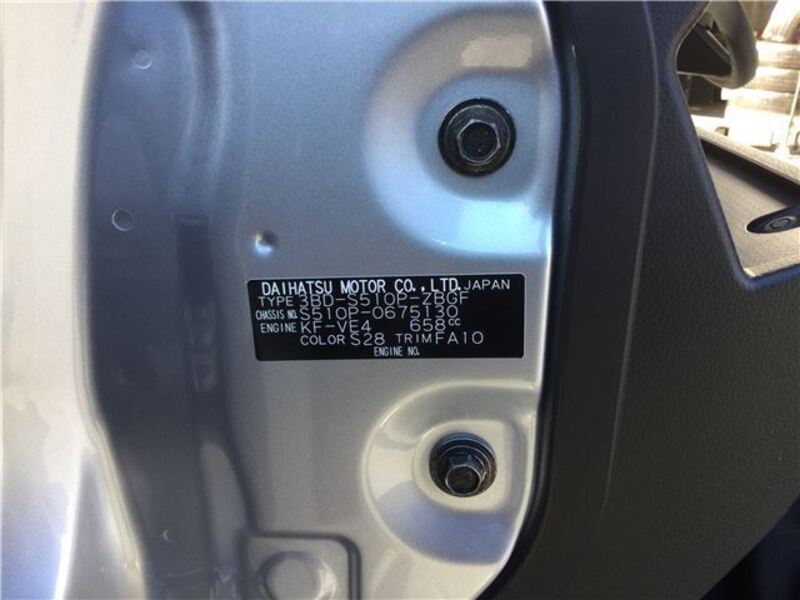 DAIHATSU MOTOR CO., LTD. JAPAN
TYPE 3BD-S510P-ZBGF
CHASSIS NO. S510P-0675130
ENGINE KF-VE4 658cc
COLOR S28 TRIM FA10
ENGINE NO.